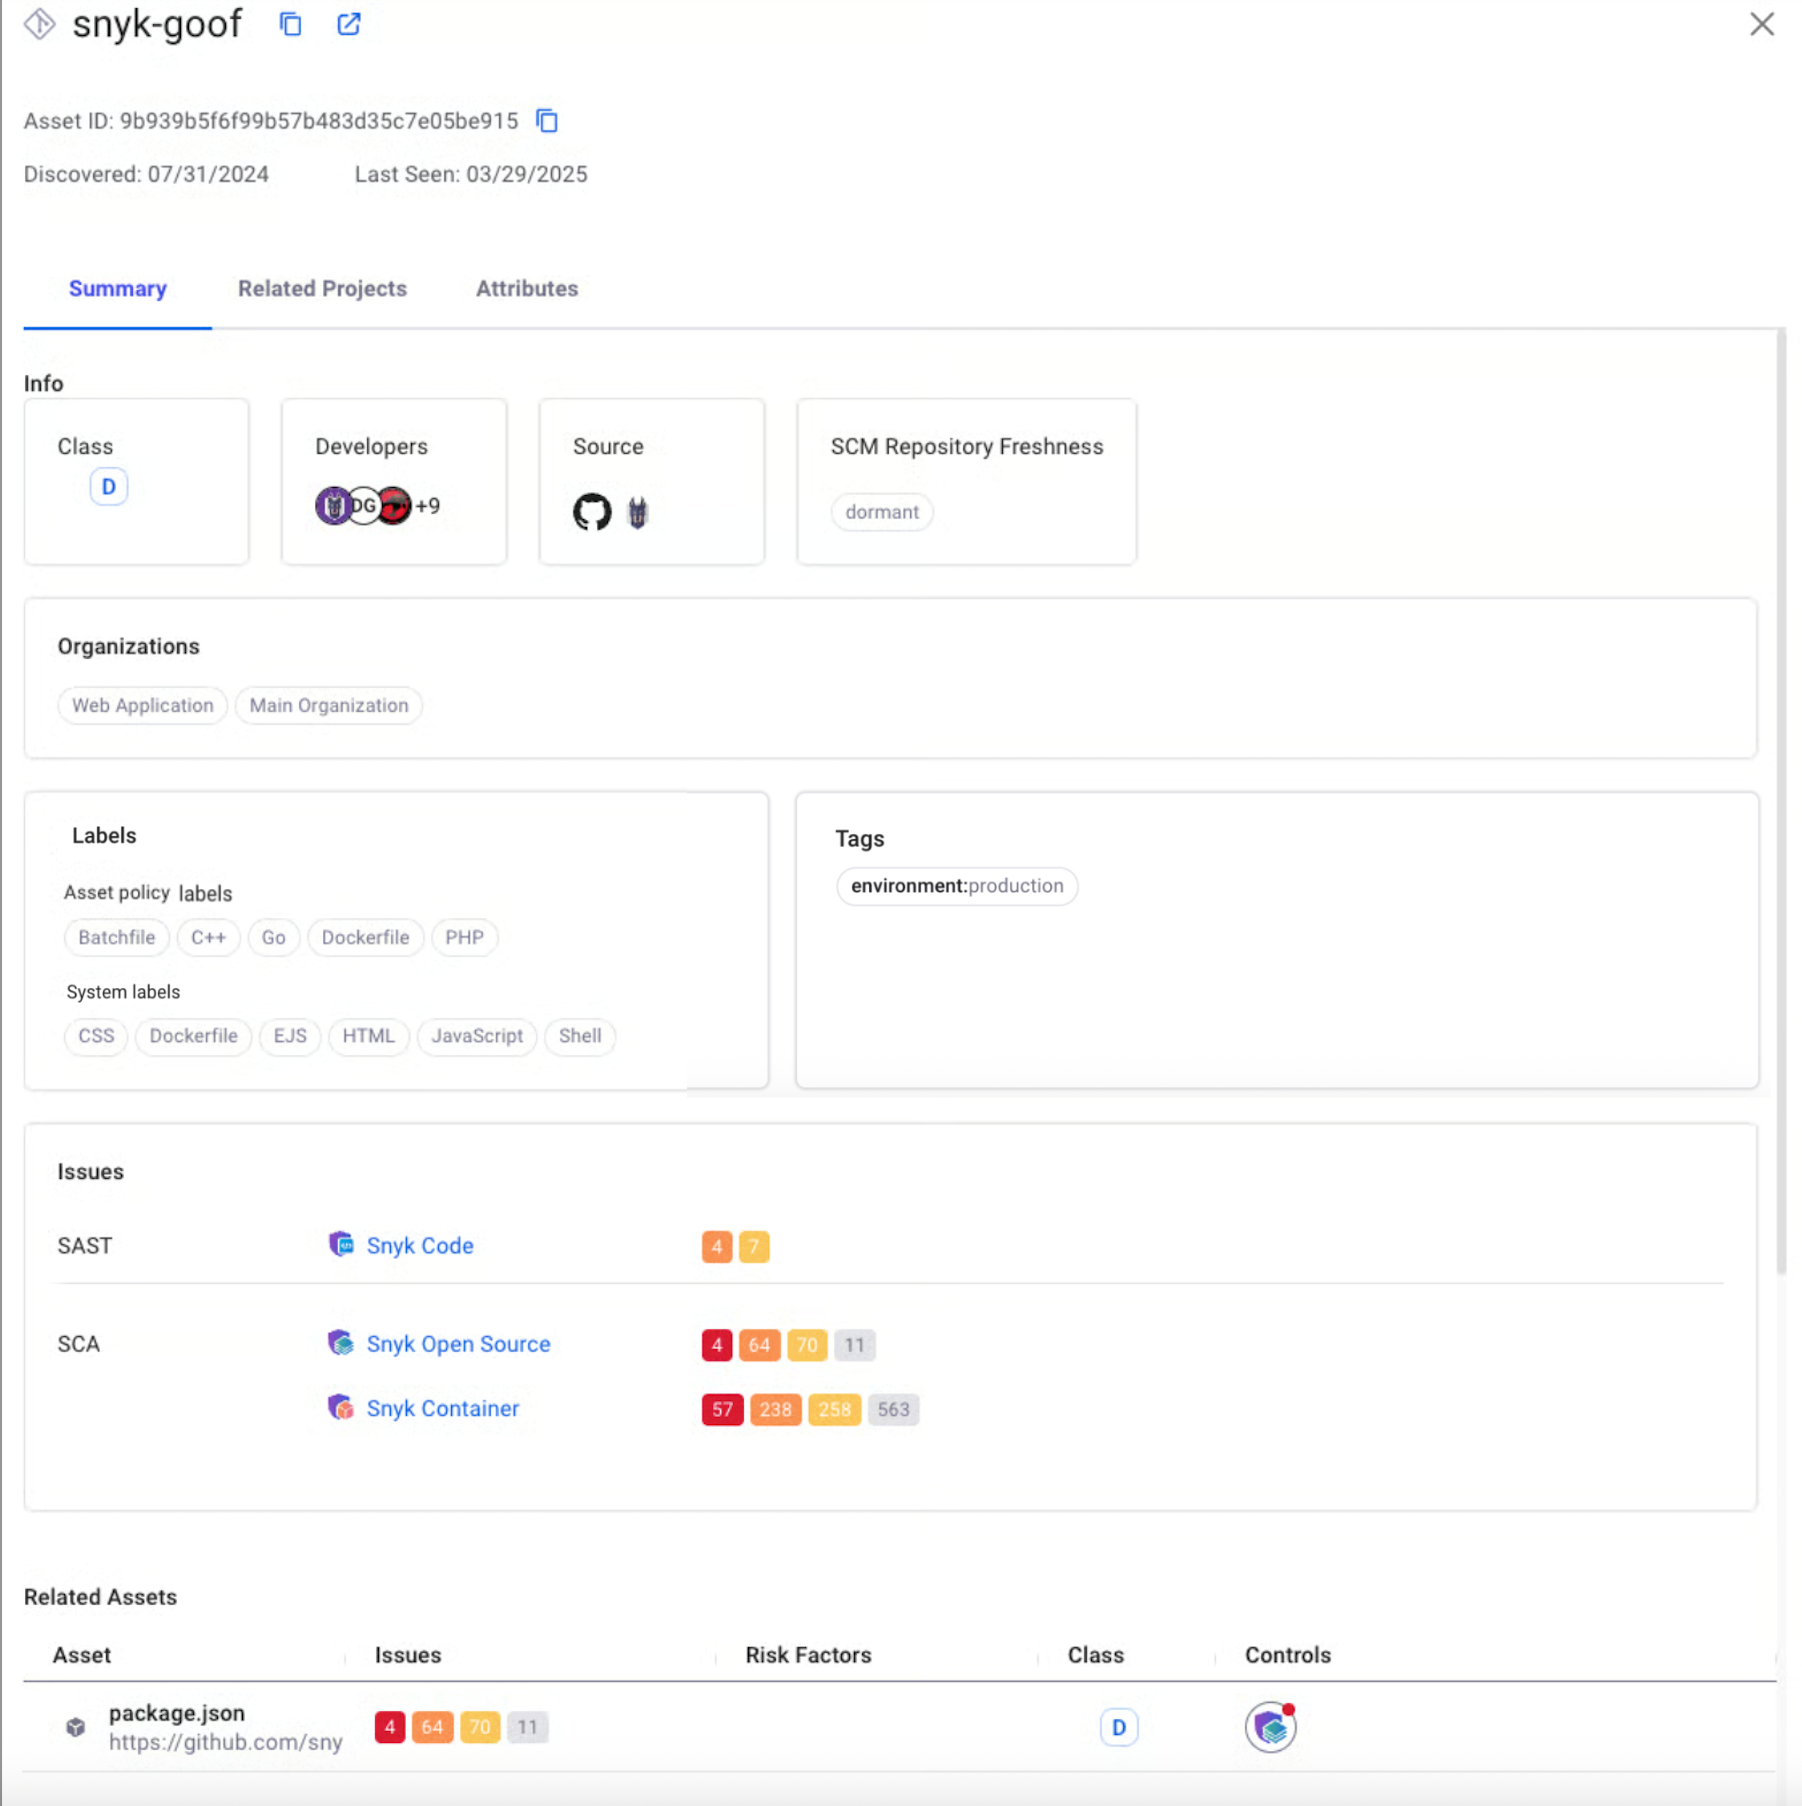 snyk-goof
Asset ID: 9b939b5f6f99b57b483d35c7e05be915
Discovered: 07/31/2024 Last Seen: 03/29/2025
Summary Related Projects Attributes
Info
Class Developers Source SCM Repository Freshness
D DG +9 dormant
Organizations
Web Application Main Organization
Labels
Asset policy labels
Batchfile C++ Go Dockerfile PHP
System labels
CSS Dockerfile EJS HTML JavaScript Shell
Tags
environment:production
Issues
SAST Snyk Code 4 7
SCA Snyk Open Source 4 64 70 11
Snyk Container 57 238 258 563
Related Assets
Asset Issues Risk Factors Class Controls
package.json 4 64 70 11 D
https://github.com/sny